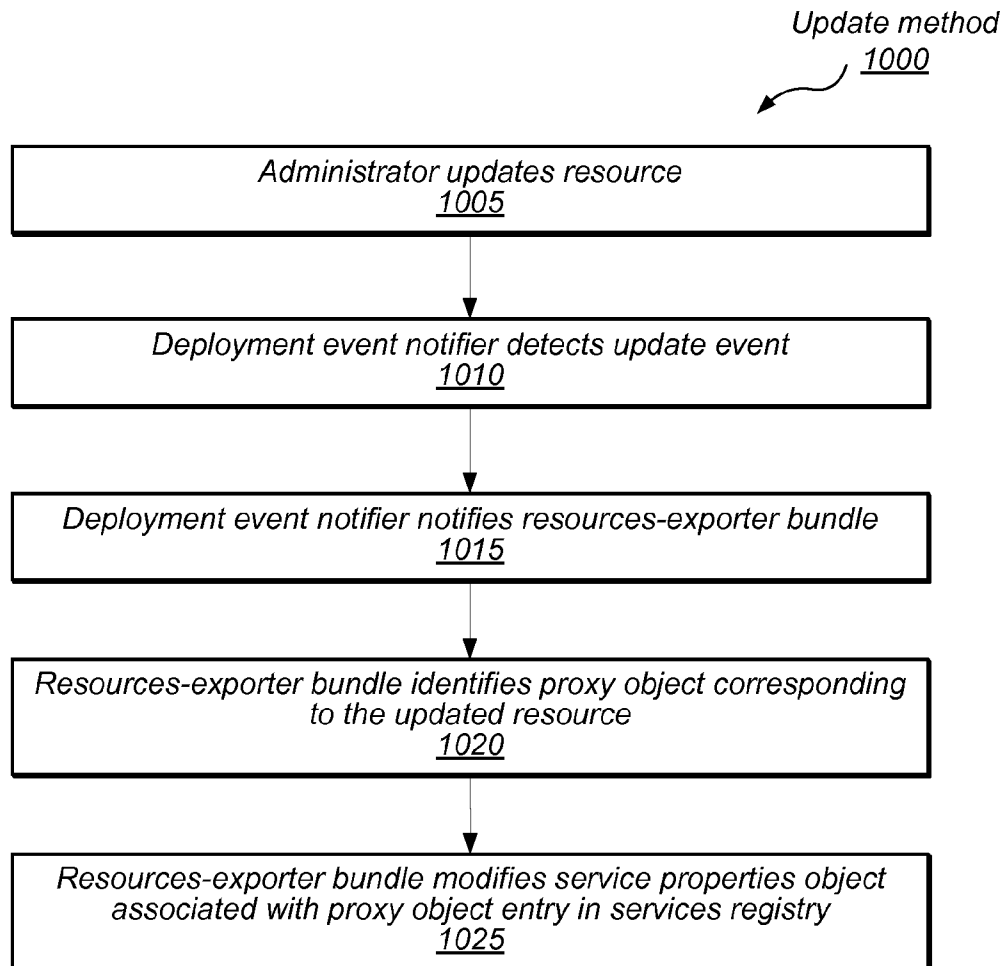 Update method
1000
Administrator updates resource
1005
Deployment event notifier detects update event
1010
Deployment event notifier notifies resources-exporter bundle
1015
Resources-exporter bundle identifies proxy object corresponding
to the updated resource
1020
Resources-exporter bundle modifies service properties object
associated with proxy object entry in services registry
1025